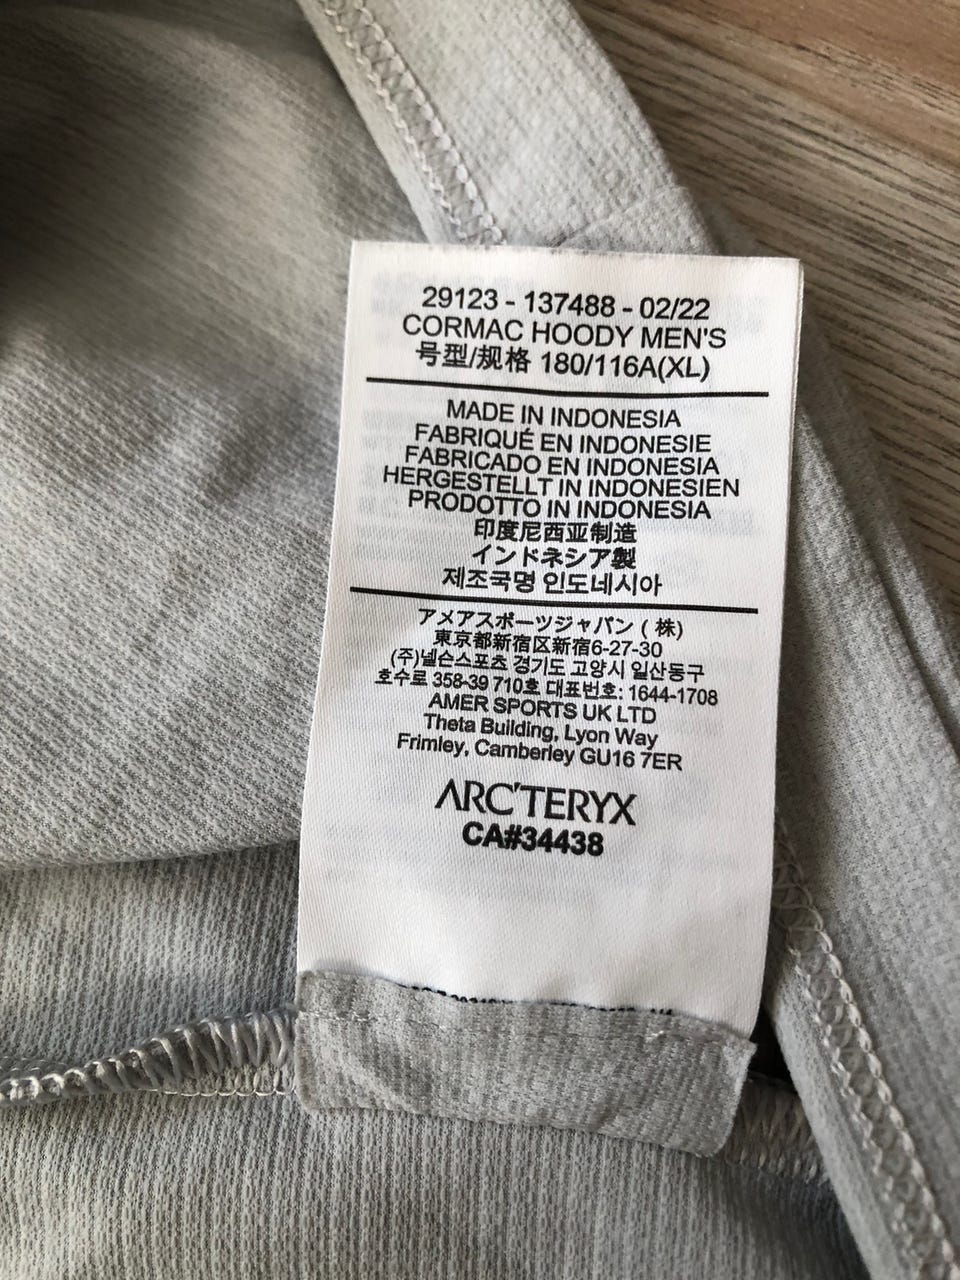 29123 - 137488 - 02/22
CORMAC HOODY MEN'S
号型/规格 180/116A(XL)
MADE IN INDONESIA
FABRIQUÉ EN INDONESIE
FABRICADO EN INDONESIA
HERGESTELLT IN INDONESIEN
PRODOTTO IN INDONESIA
印度尼西亚制造
インドネシア製
제조국명 인도네시아
アメアスポーツジャパン ( 株)
東京都新宿区新宿6-27-30
(주)넬슨스포츠 경기도 고양시 일산동구
호수로 358-39 710호 대표번호: 1644-1708
AMER SPORTS UK LTD
Theta Building, Lyon Way
Frimley, Camberley GU16 7ER
ARC'TERYX
CA#34438